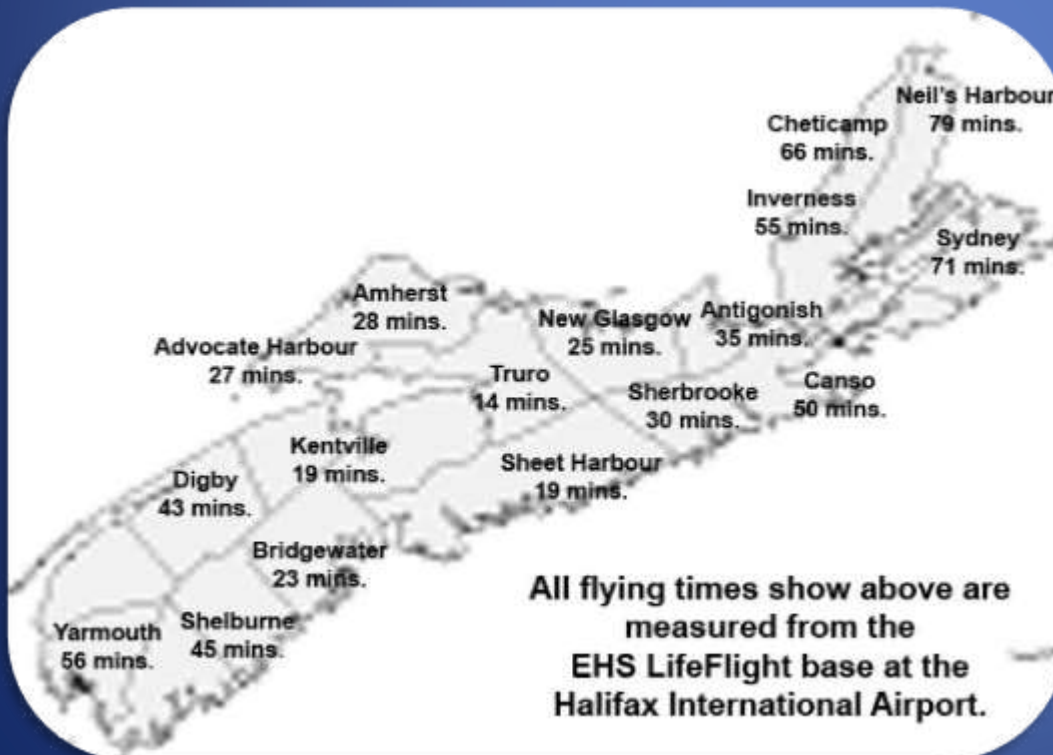 Neil's Harbour
79 mins.
Cheticamp
66 mins.
Inverness
55 mins.
Sydney
71 mins.
Amherst
28 mins.
New Glasgow
25 mins.
Antigonish
35 mins.
Advocate Harbour
27 mins.
Truro
14 mins.
Sherbrooke
30 mins.
Canso
50 mins.
Kentville
19 mins.
Sheet Harbour
19 mins.
Digby
43 mins.
Bridgewater
23 mins.
Shelburne
45 mins.
Yarmouth
56 mins.
All flying times show above are
measured from the
EHS LifeFlight base at the
Halifax International Airport.